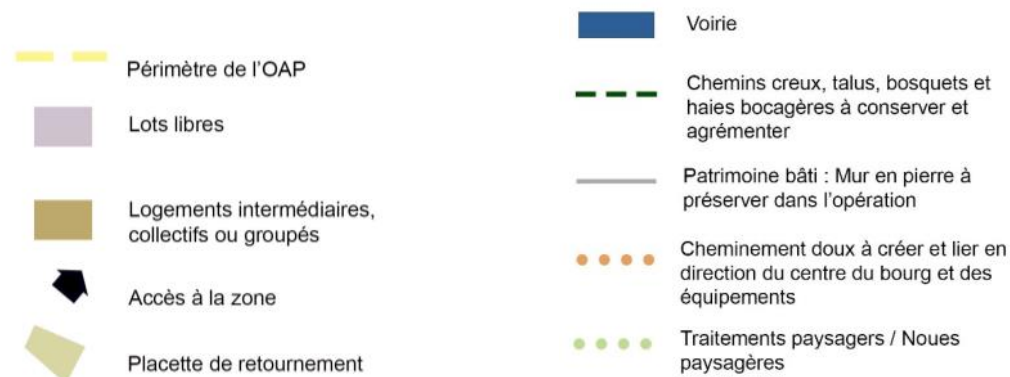 Périmètre de l'OAP
Lots libres
Logements intermédiaires,
collectifs ou groupés
Accès à la zone
Placette de retournement
Voirie
Chemins creux, talus, bosquets et
haies bocagères à conserver et
agrémenter
Patrimoine bâti : Mur en pierre à
préserver dans l'opération
Cheminement doux à créer et lier en
direction du centre du bourg et des
équipements
Traitements paysagers / Noues
paysagères